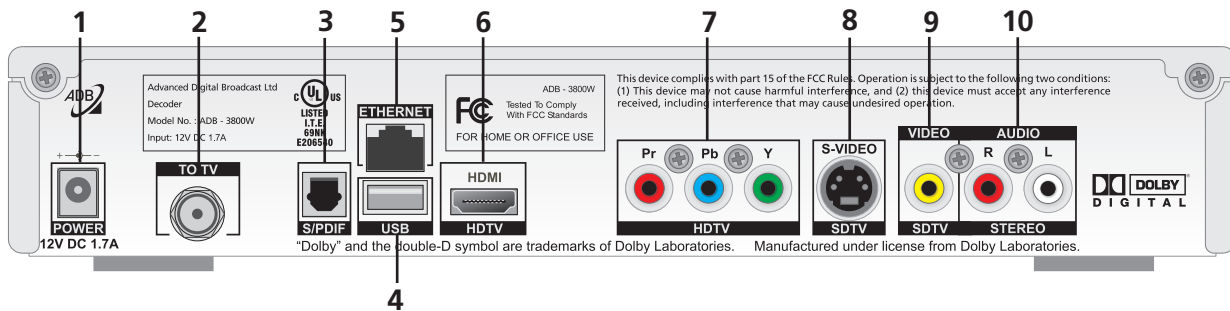 1
2
3
5
6
7
8
9
10
ADB
Advanced Digital Broadcast Ltd
Decoder
Model No. : ADB - 3800W
Input: 12V DC 1.7A
C UL US
LISTED
I.T.E.
69NK
E206540
ETHERNET
FC
ADB - 3800W
Tested To Comply
With FCC Standards
FOR HOME OR OFFICE USE
This device complies with part 15 of the FCC Rules. Operation is subject to the following two conditions:
(1) This device may not cause harmful interference, and (2) this device must accept any interference
received, including interference that may cause undesired operation.
+ -
POWER
12V DC 1.7A
TO TV
S/PDIF
USB
HDMI
HDTV
Pr Pb Y
HDTV
S-VIDEO
SDTV
VIDEO
SDTV
AUDIO
R L
STEREO
DOLBY
DIGITAL
“Dolby” and the double-D symbol are trademarks of Dolby Laboratories. Manufactured under license from Dolby Laboratories.
4